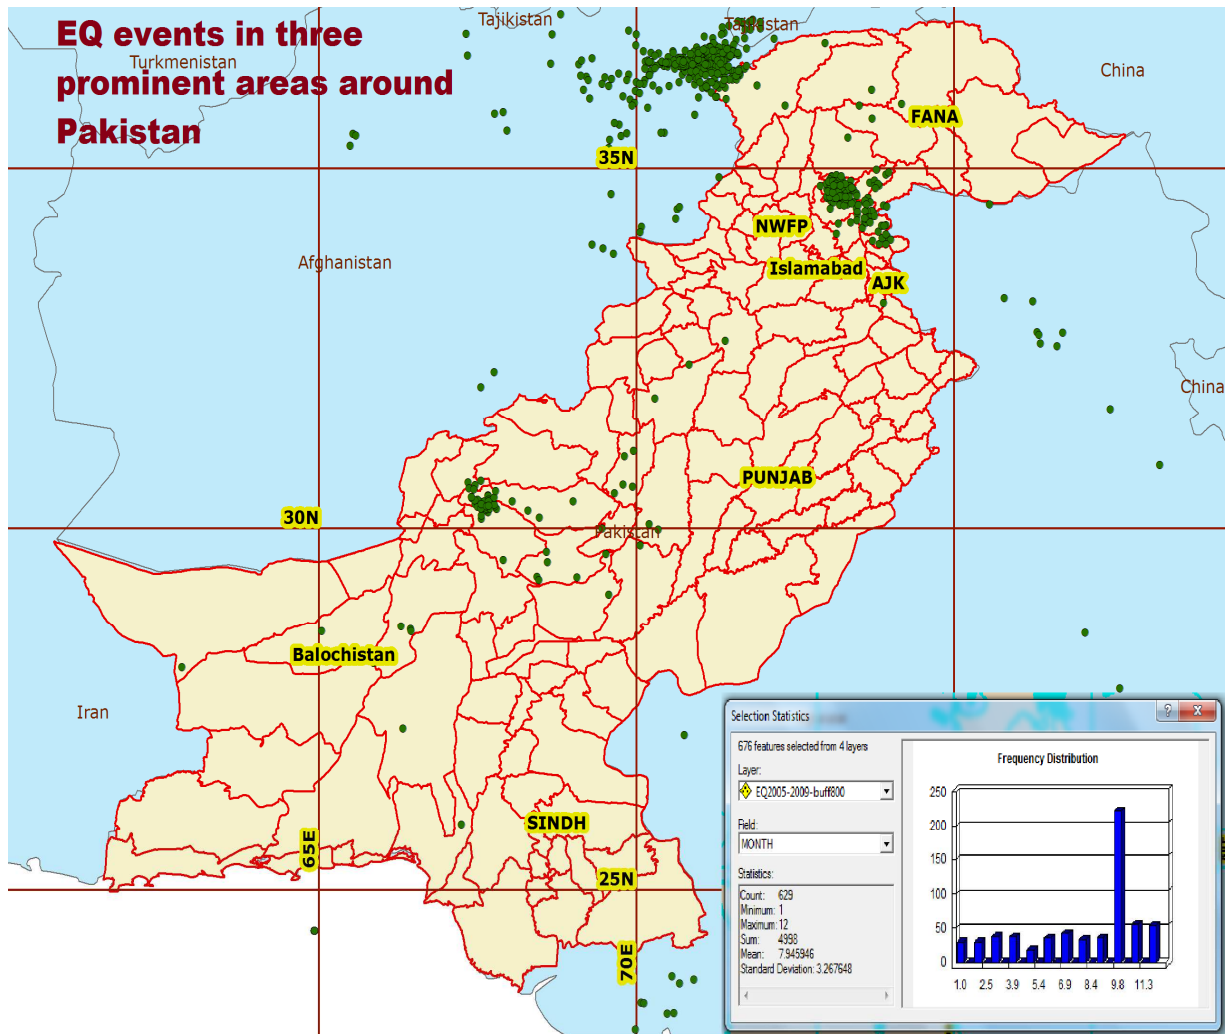 EQ events in three
prominent areas around
Pakistan
Tajikistan
Turkmenistan
China
FANA
35N
NWFP
Afghanistan
Islamabad
AJK
China
PUNJAB
30N
Pakistan
Balochistan
Iran
SINDH
65E
25N
70E
Selection Statistics
676 features selected from 4 layers
Layer:
EQ2005-2009-buff800
Field:
MONTH
Statistics:
Count: 629
Minimum: 1
Maximum: 12
Sum: 4998
Mean: 7.945946
Standard Deviation: 3.267648
Frequency Distribution
250
200
150
100
50
0
1.0 2.5 3.9 5.4 6.9 8.4 9.8 11.3